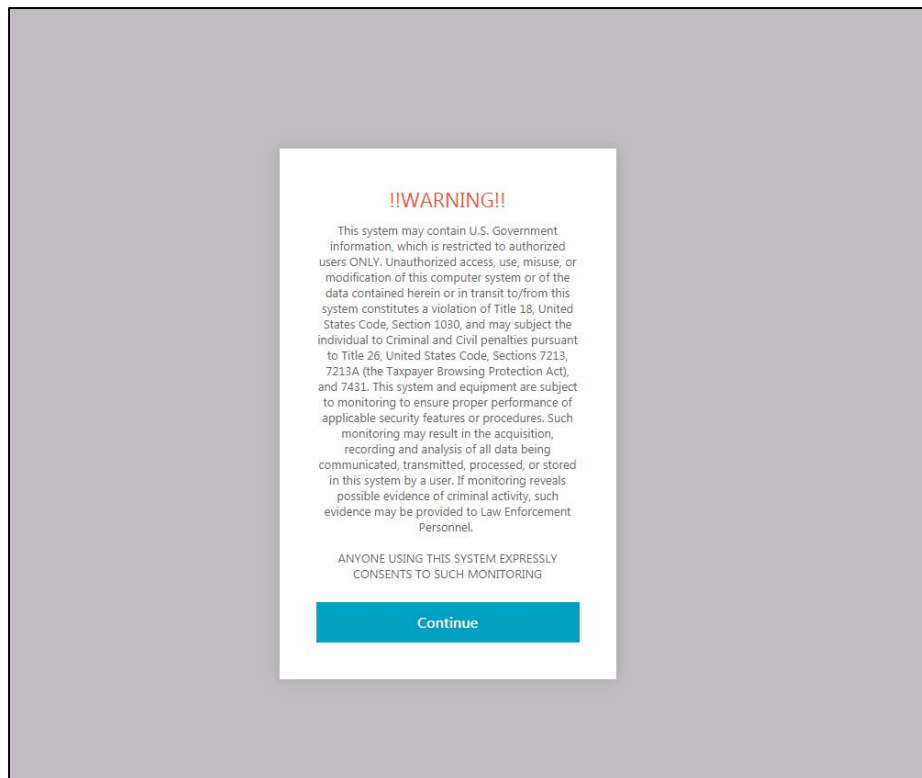 !!WARNING!!
This system may contain U.S. Government
information, which is restricted to authorized
users ONLY. Unauthorized access, use, misuse, or
modification of this computer system or of the
data contained herein or in transit to/from this
system constitutes a violation of Title 18, United
States Code, Section 1030, and may subject the
individual to Criminal and Civil penalties pursuant
to Title 26, United States Code, Sections 7213,
7213A (the Taxpayer Browsing Protection Act),
and 7431. This system and equipment are subject
to monitoring to ensure proper performance of
applicable security features or procedures. Such
monitoring may result in the acquisition,
recording and analysis of all data being
communicated, transmitted, processed, or stored
in this system by a user. If monitoring reveals
possible evidence of criminal activity, such
evidence may be provided to Law Enforcement
Personnel.
ANYONE USING THIS SYSTEM EXPRESSLY
CONSENTS TO SUCH MONITORING
Continue